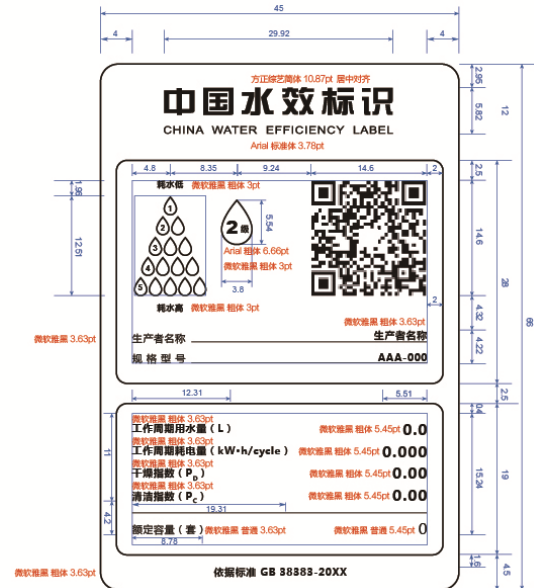 45
4 29.92 4
方正综艺简体 10.87pt 居中对齐
中国水效标识
CHINA WATER EFFICIENCY LABEL
Arial 标准体 3.78pt
2.95
5.82
12
4.8 8.35 9.24 14.6 2
2.5
耗水低 微软雅黑 粗体 3pt
1.96
1
2
3
4
5
12.51
2级
5.54
Arial 粗体 6.66pt
微软雅黑 粗体 3pt
3.8
14.6
28
66
耗水高 微软雅黑 粗体 3pt
2
4.32
微软雅黑 粗体 3.63pt
微软雅黑 3.63pt
生产者名称 生产者名称
规格型号 AAA-000
4.22
2.5
12.31 5.51
微软雅黑 粗体 3.63pt
工作周期用水量（L） 微软雅黑 粗体 5.45pt 0.0
微软雅黑 粗体 3.63pt
工作周期耗电量（kW·h/cycle） 微软雅黑 粗体 5.45pt 0.000
微软雅黑 粗体 3.63pt
干燥指数（PD） 微软雅黑 粗体 5.45pt 0.00
微软雅黑 粗体 3.63pt
清洁指数（PC） 微软雅黑 粗体 5.45pt 0.00
11
15.24
19
19.31
4.2
额定容量（套） 微软雅黑 普通 3.63pt 微软雅黑 普通 5.45pt 0
8.78
1.6
4.5
微软雅黑 粗体 3.63pt
依据标准 GB 38383-20XX